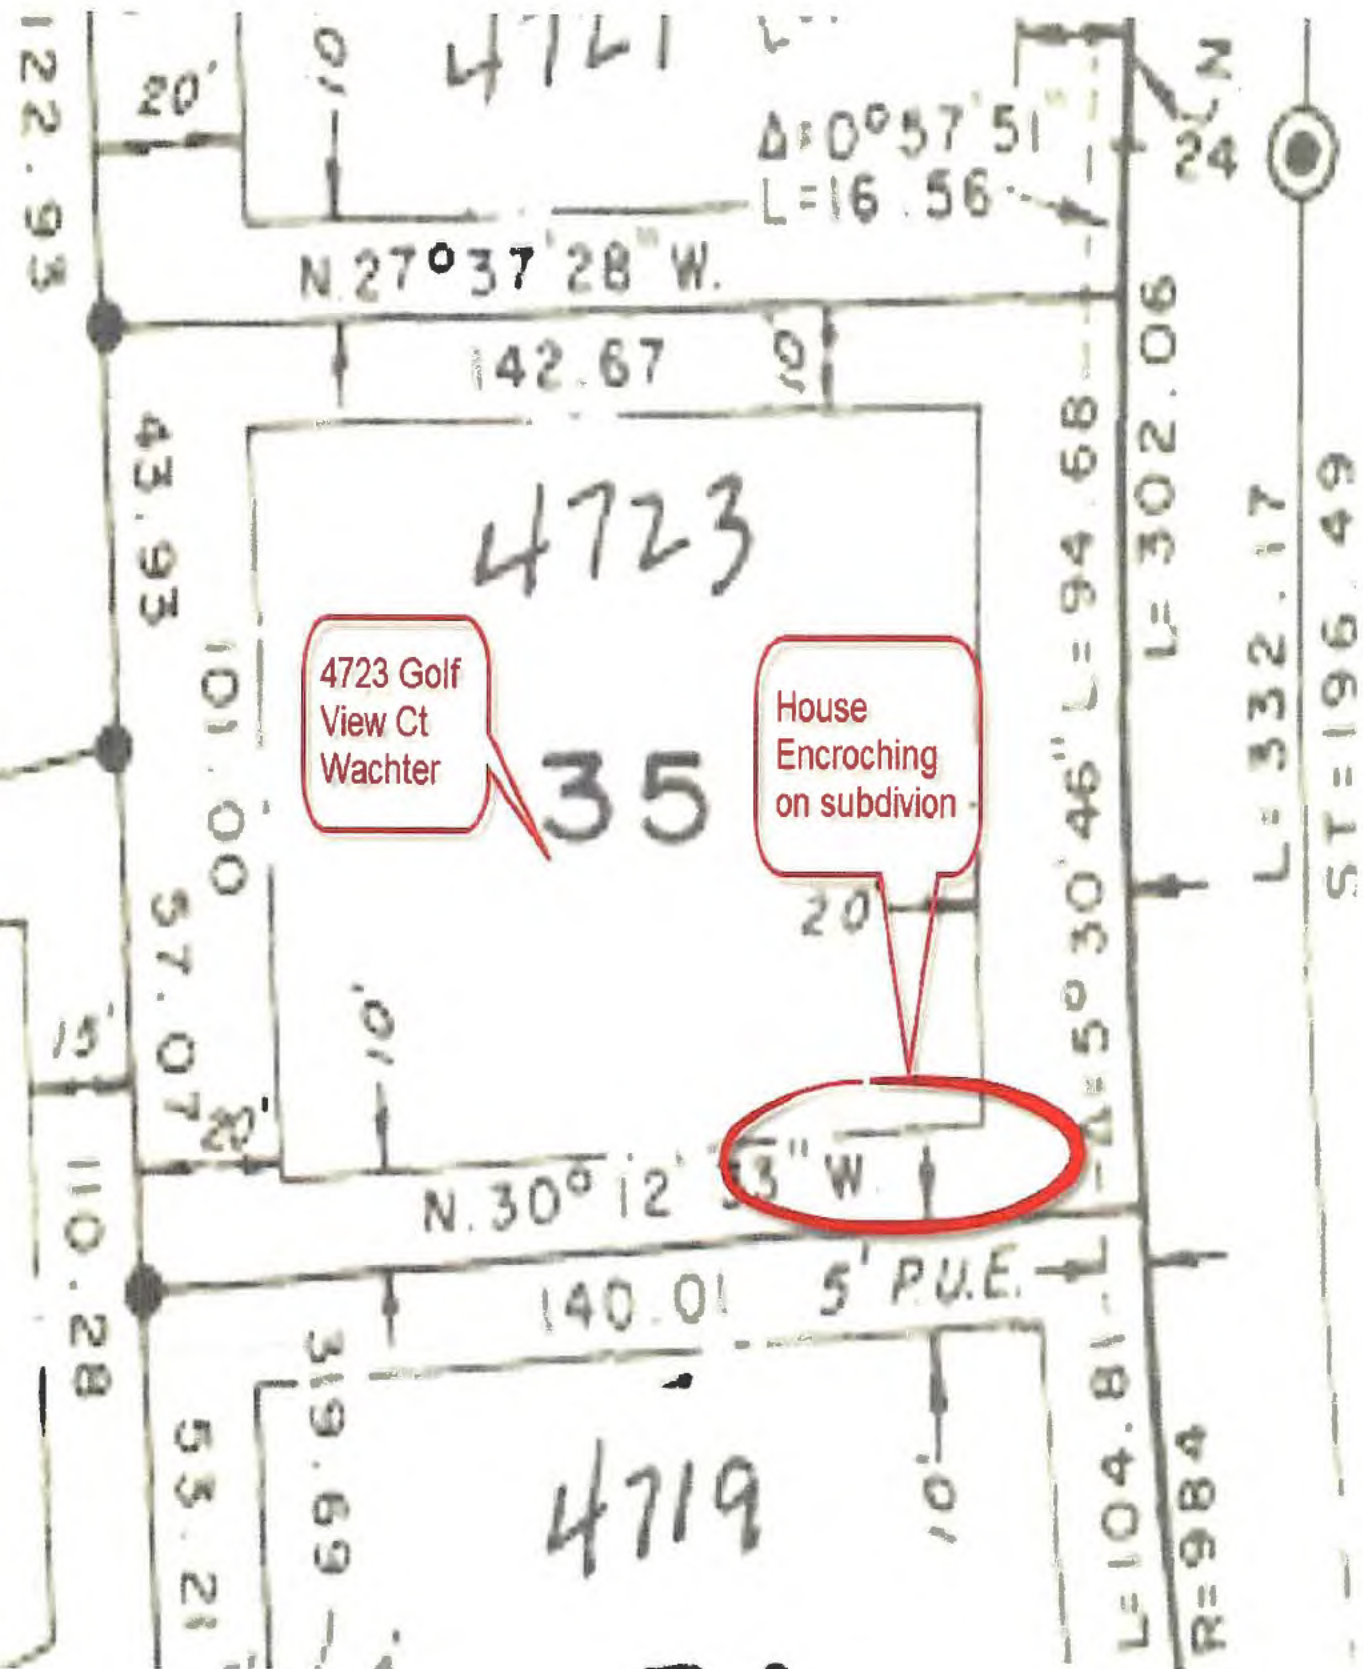 122.93
20'
10'
4721
Δ=0°57'51"
L=16.56
24
N.27°37'28"W.
142.67
10'
L=302.06
43.93
101.00
4723
4723 Golf
View Ct
Wachter
35
House
Encroching
on subdivion
20
Δ=5°30'46" L=94.68
L=332.17
ST=196.49
57.07
15'
10'
20'
N.30°12'53"W.
140.01
5' P.U.E.
110.28
319.69
53.21
4719
10'
L=104.81
R=984